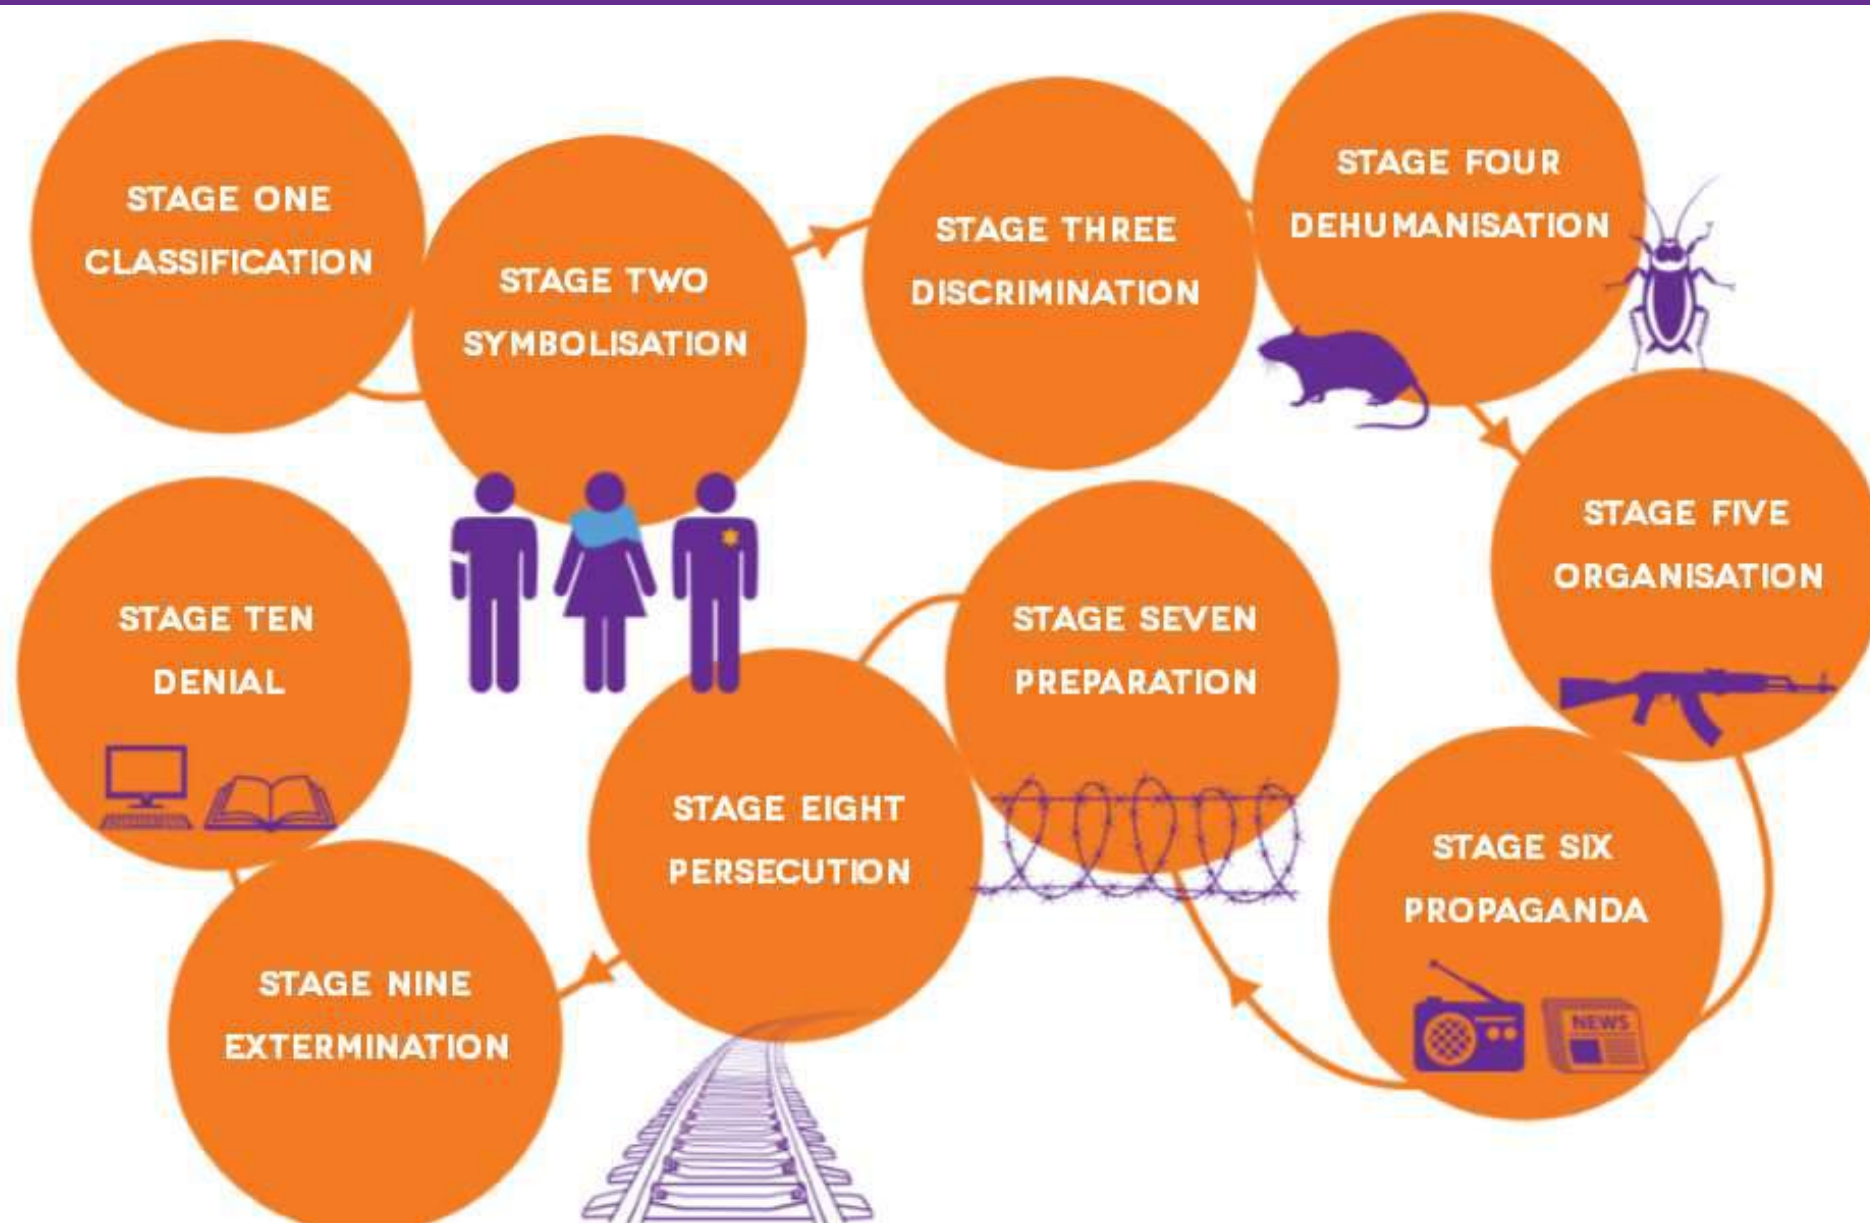 STAGE ONE
CLASSIFICATION
STAGE TWO
SYMBOLISATION
STAGE THREE
DISCRIMINATION
STAGE FOUR
DEHUMANISATION
STAGE FIVE
ORGANISATION
STAGE SIX
PROPAGANDA
NEWS
STAGE SEVEN
PREPARATION
STAGE EIGHT
PERSECUTION
STAGE NINE
EXTERMINATION
STAGE TEN
DENIAL